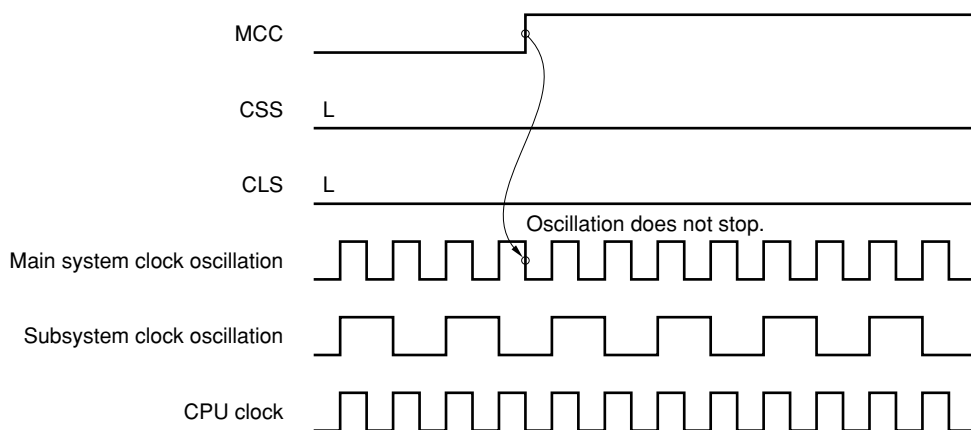 MCC
CSS L
CLS L
Oscillation does not stop.
Main system clock oscillation
Subsystem clock oscillation
CPU clock